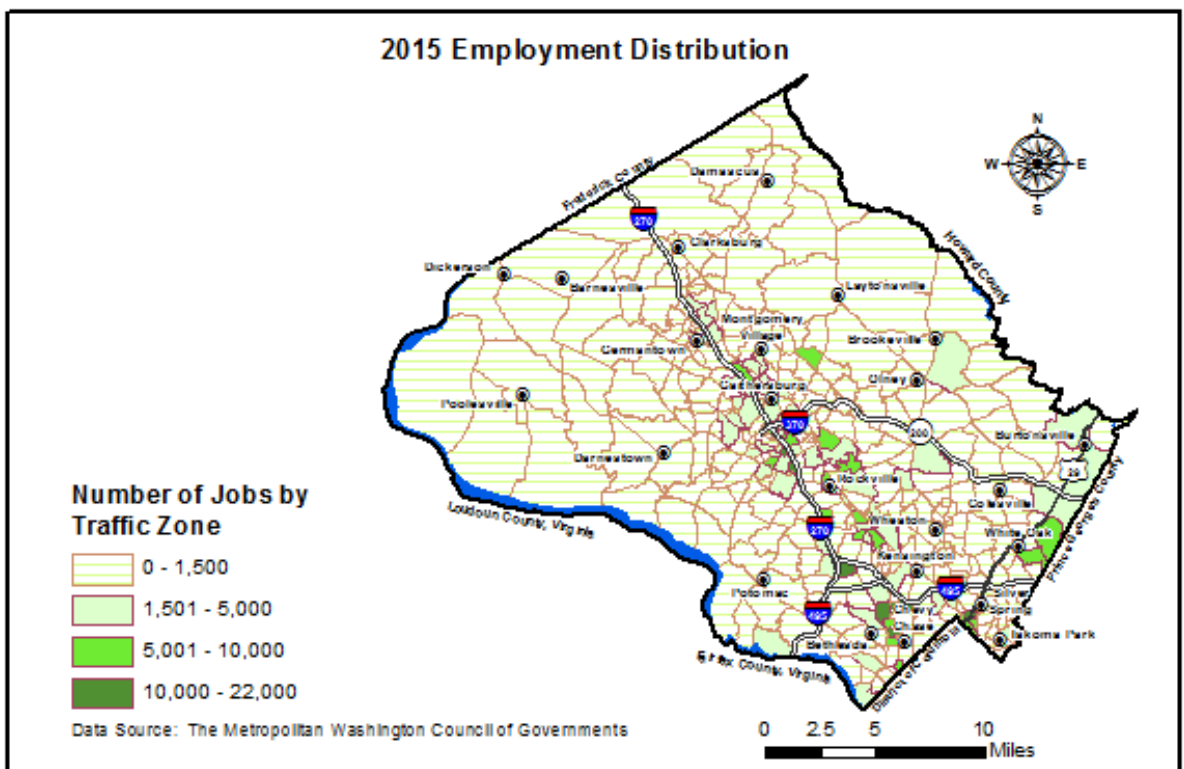 2015 Employment Distribution
N
W
E
S
Frederick County
Damascus
270
Clarksburg
Howard County
Dickerson
Barnesville
Laytonsville
Montgomery
Village
Germantown
Brookeville
Gaithersburg
Olney
Poolesville
370
200
Burtonsville
Darnestown
29
Rockville
Colesville
Number of Jobs by
Traffic Zone
Loudoun County, Virginia
270
Wheaton
White Oak
Prince Georges County
0 - 1,500
Kensington
Potomac
495
1,501 - 5,000
495
Chevy
Chase
Silver
Spring
Bethesda
Takoma Park
5,001 - 10,000
Fairfax County, Virginia
District of Columbia
10,000 - 22,000
Data Source: The Metropolitan Washington Council of Governments
0 2.5 5 10
Miles